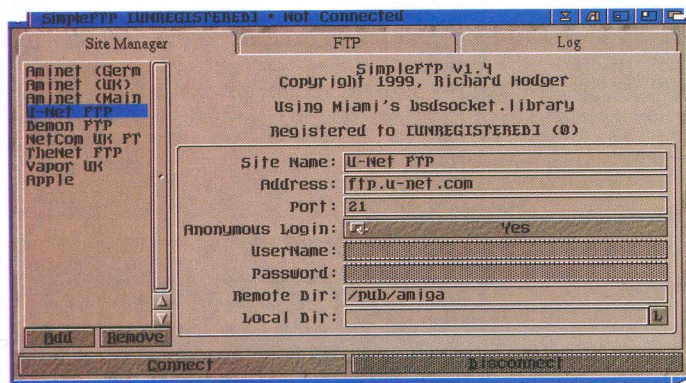 SimpleFTP [UNREGISTERED] • Not Connected
Site Manager
FTP
Log
Aminet (Germ
Aminet (UK)
Aminet (Main
U-Net FTP
Demon FTP
NetCom UK FT
TheNet FTP
Vapor UK
Apple
Add
Remove
SimpleFTP v1.4
Copyright 1999, Richard Hodger
Using Miami's bsdsocket.library
Registered to [UNREGISTERED] (0)
Site Name: U-Net FTP
Address: ftp.u-net.com
Port: 21
Anonymous Login: Yes
UserName:
Password:
Remote Dir: /pub/amiga
Local Dir:
Connect
Disconnect